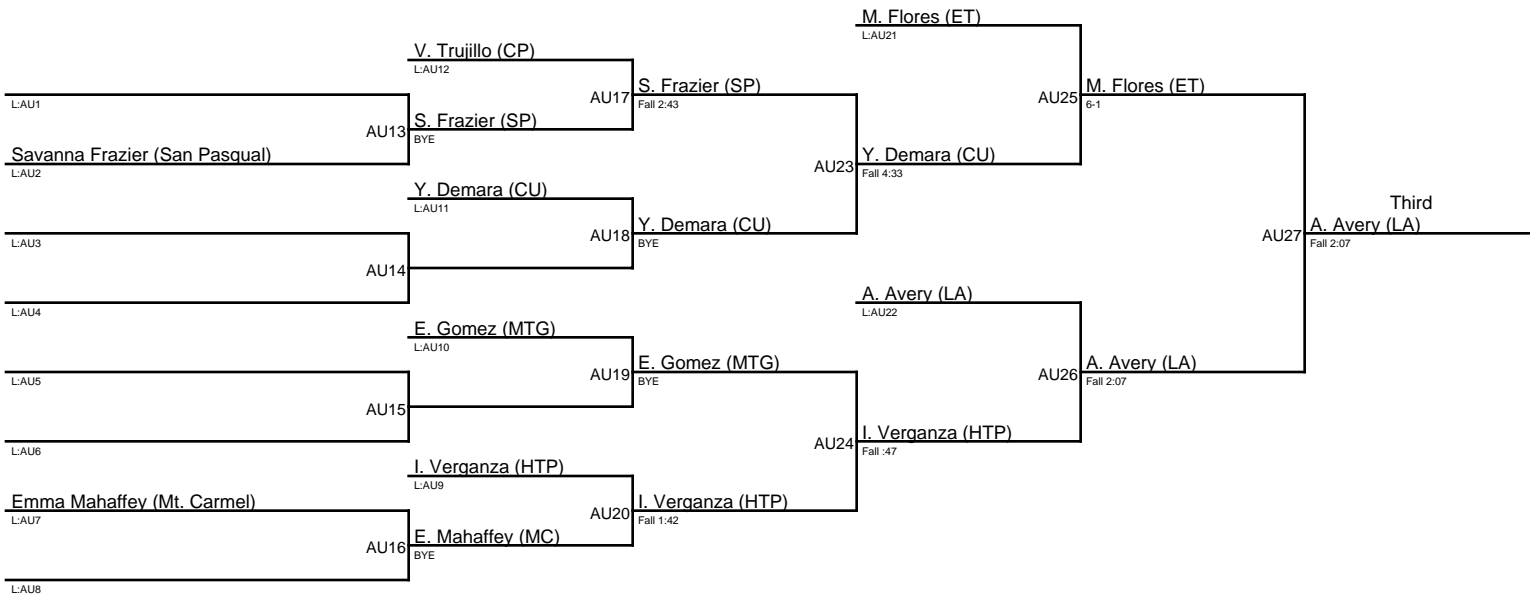 M. Flores (ET)
L:AU21
V. Trujillo (CP)
L:AU12
S. Frazier (SP)
Fall 2:43
M. Flores (ET)
6-1
L:AU1
AU17
AU25
AU13
S. Frazier (SP)
BYE
Savanna Frazier (San Pasqual)
L:AU2
AU23
Y. Demara (CU)
Fall 4:33
Y. Demara (CU)
L:AU11
Third
L:AU3
AU18
Y. Demara (CU)
BYE
AU27
A. Avery (LA)
Fall 2:07
AU14
L:AU4
A. Avery (LA)
L:AU22
E. Gomez (MTG)
L:AU10
L:AU5
AU19
E. Gomez (MTG)
BYE
AU26
A. Avery (LA)
Fall 2:07
AU15
L:AU6
AU24
I. Verganza (HTP)
Fall :47
I. Verganza (HTP)
L:AU9
Emma Mahaffey (Mt. Carmel)
L:AU7
AU20
I. Verganza (HTP)
Fall 1:42
AU16
E. Mahaffey (MC)
BYE
L:AU8